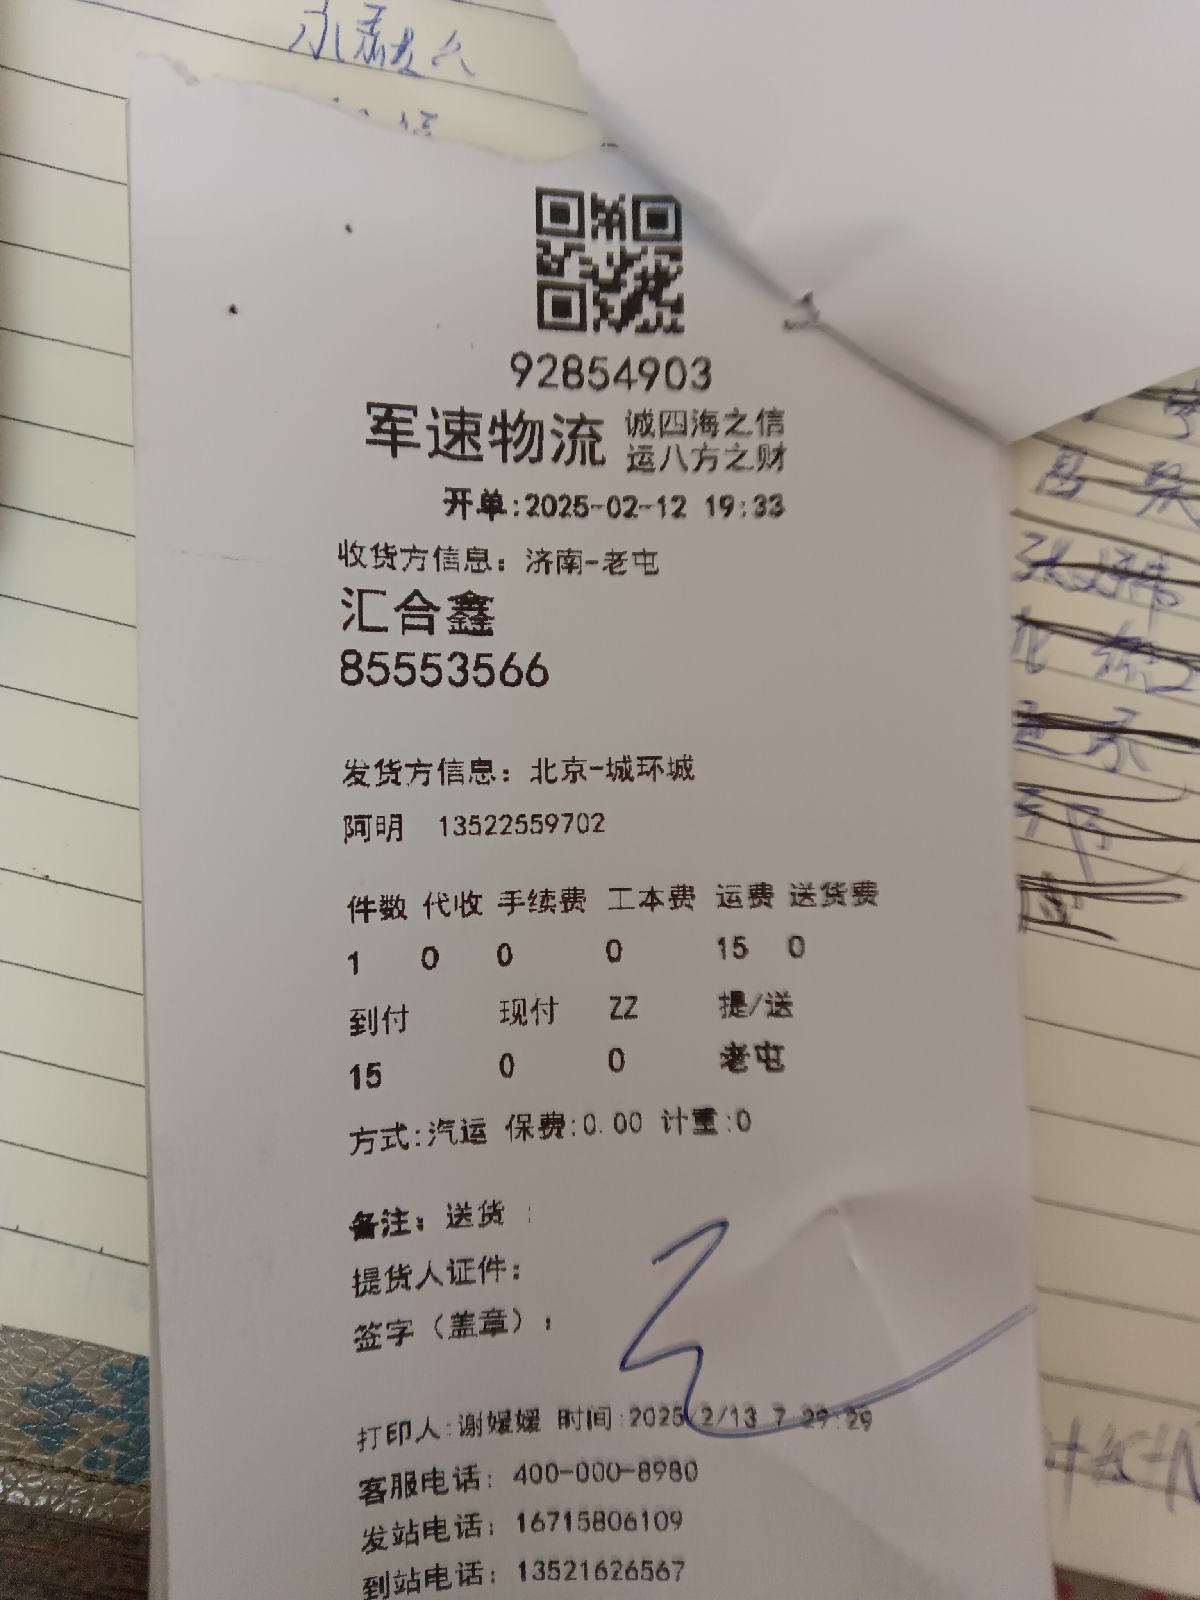 92854903
军速物流 诚四海之信
运八方之财
开单:2025-02-12 19:33
收货方信息: 济南-老屯
汇合鑫
85553566
发货方信息: 北京-城环城
阿明 13522559702
件数 代收 手续费 工本费 运费 送货费
1 0 0 0 15 0
到付 现付 ZZ 提/送
15 0 0 老屯
方式:汽运 保费:0.00 计重:0
备注: 送货 :
提货人证件:
签字（盖章）:
打印人:谢媛媛 时间:2025/2/13 7:29:29
客服电话: 400-000-8980
发站电话: 16715806109
到站电话: 13521626567